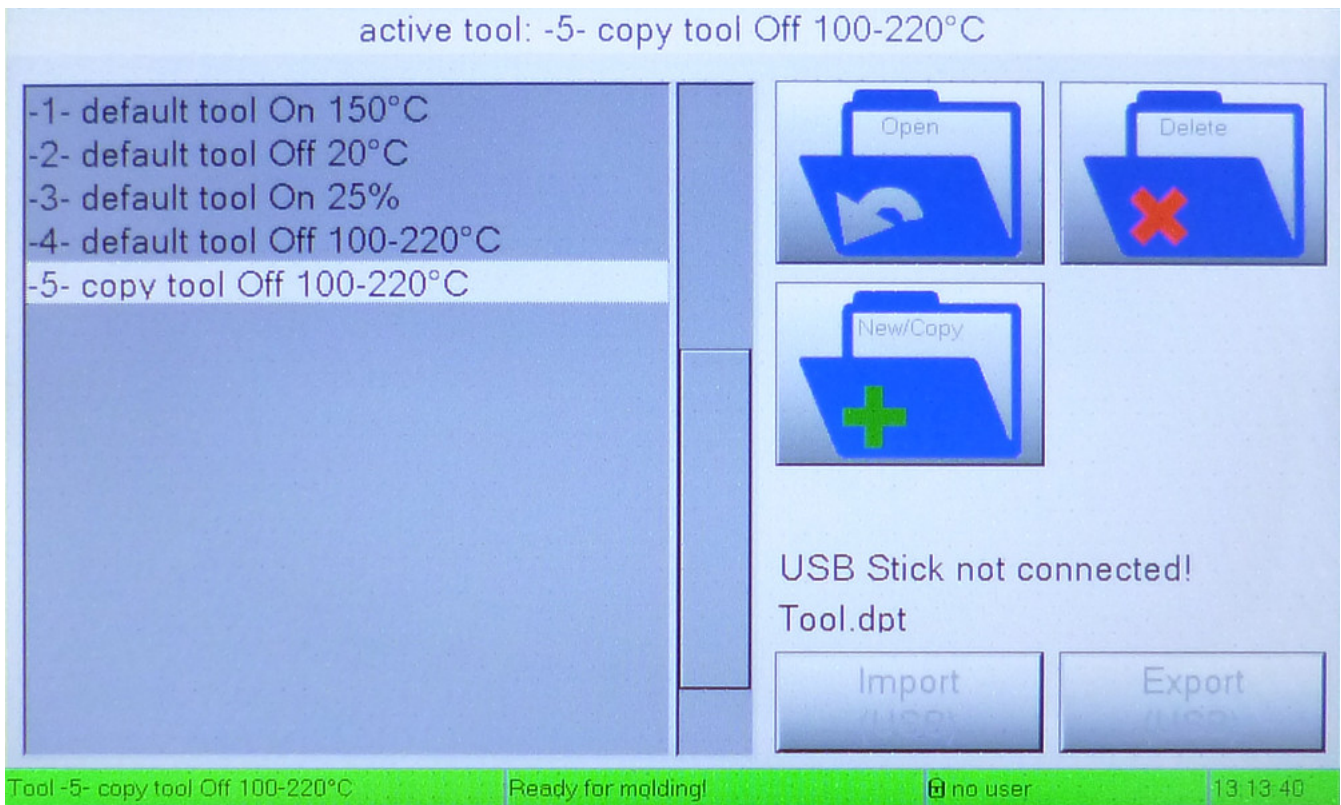 active tool: -5- copy tool Off 100-220°C
-1- default tool On 150°C
-2- default tool Off 20°C
-3- default tool On 25%
-4- default tool Off 100-220°C
-5- copy tool Off 100-220°C
Open
Delete
New/Copy
USB Stick not connected!
Tool.dpt
Import
(USB)
Export
(USB)
Tool -5- copy tool Off 100-220°C
Ready for molding!
no user
13:13:40